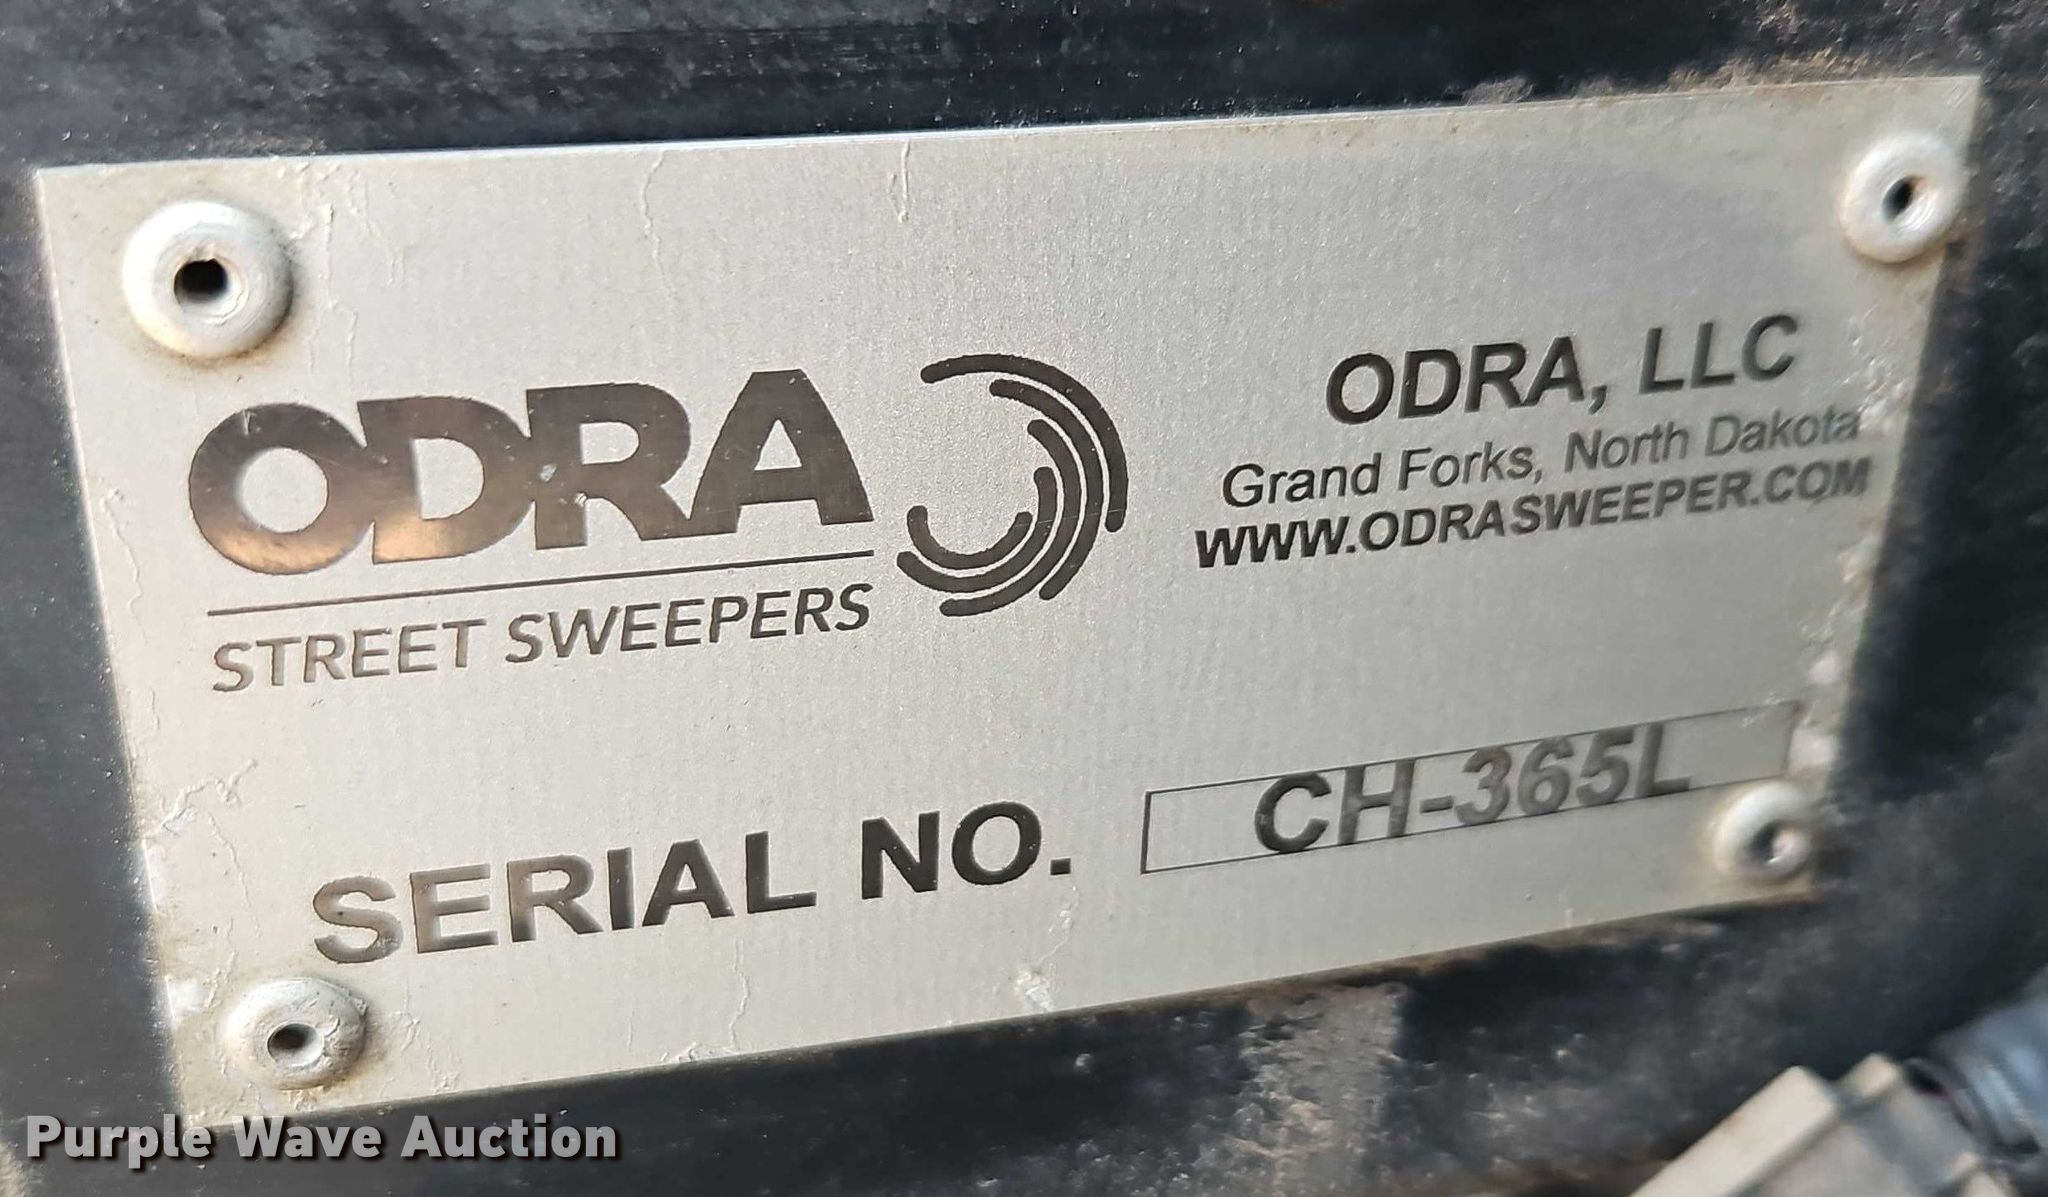 ODRA
STREET SWEEPERS
ODRA, LLC
Grand Forks, North Dakota
WWW.ODRASWEEPER.COM
SERIAL NO. CH-365L
Purple Wave Auction